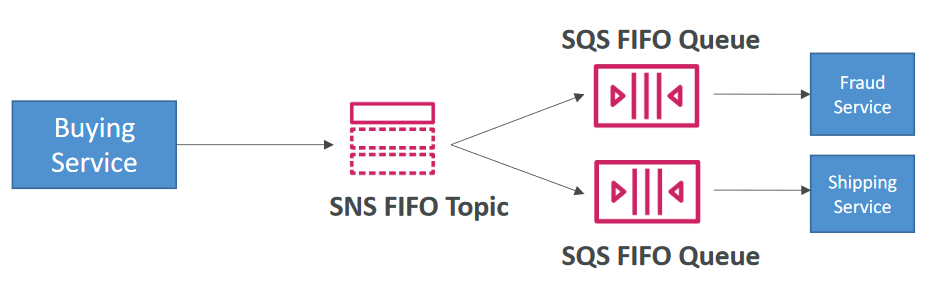 SQS FIFO Queue
Fraud
Service
Buying
Service
SNS FIFO Topic
Shipping
Service
SQS FIFO Queue